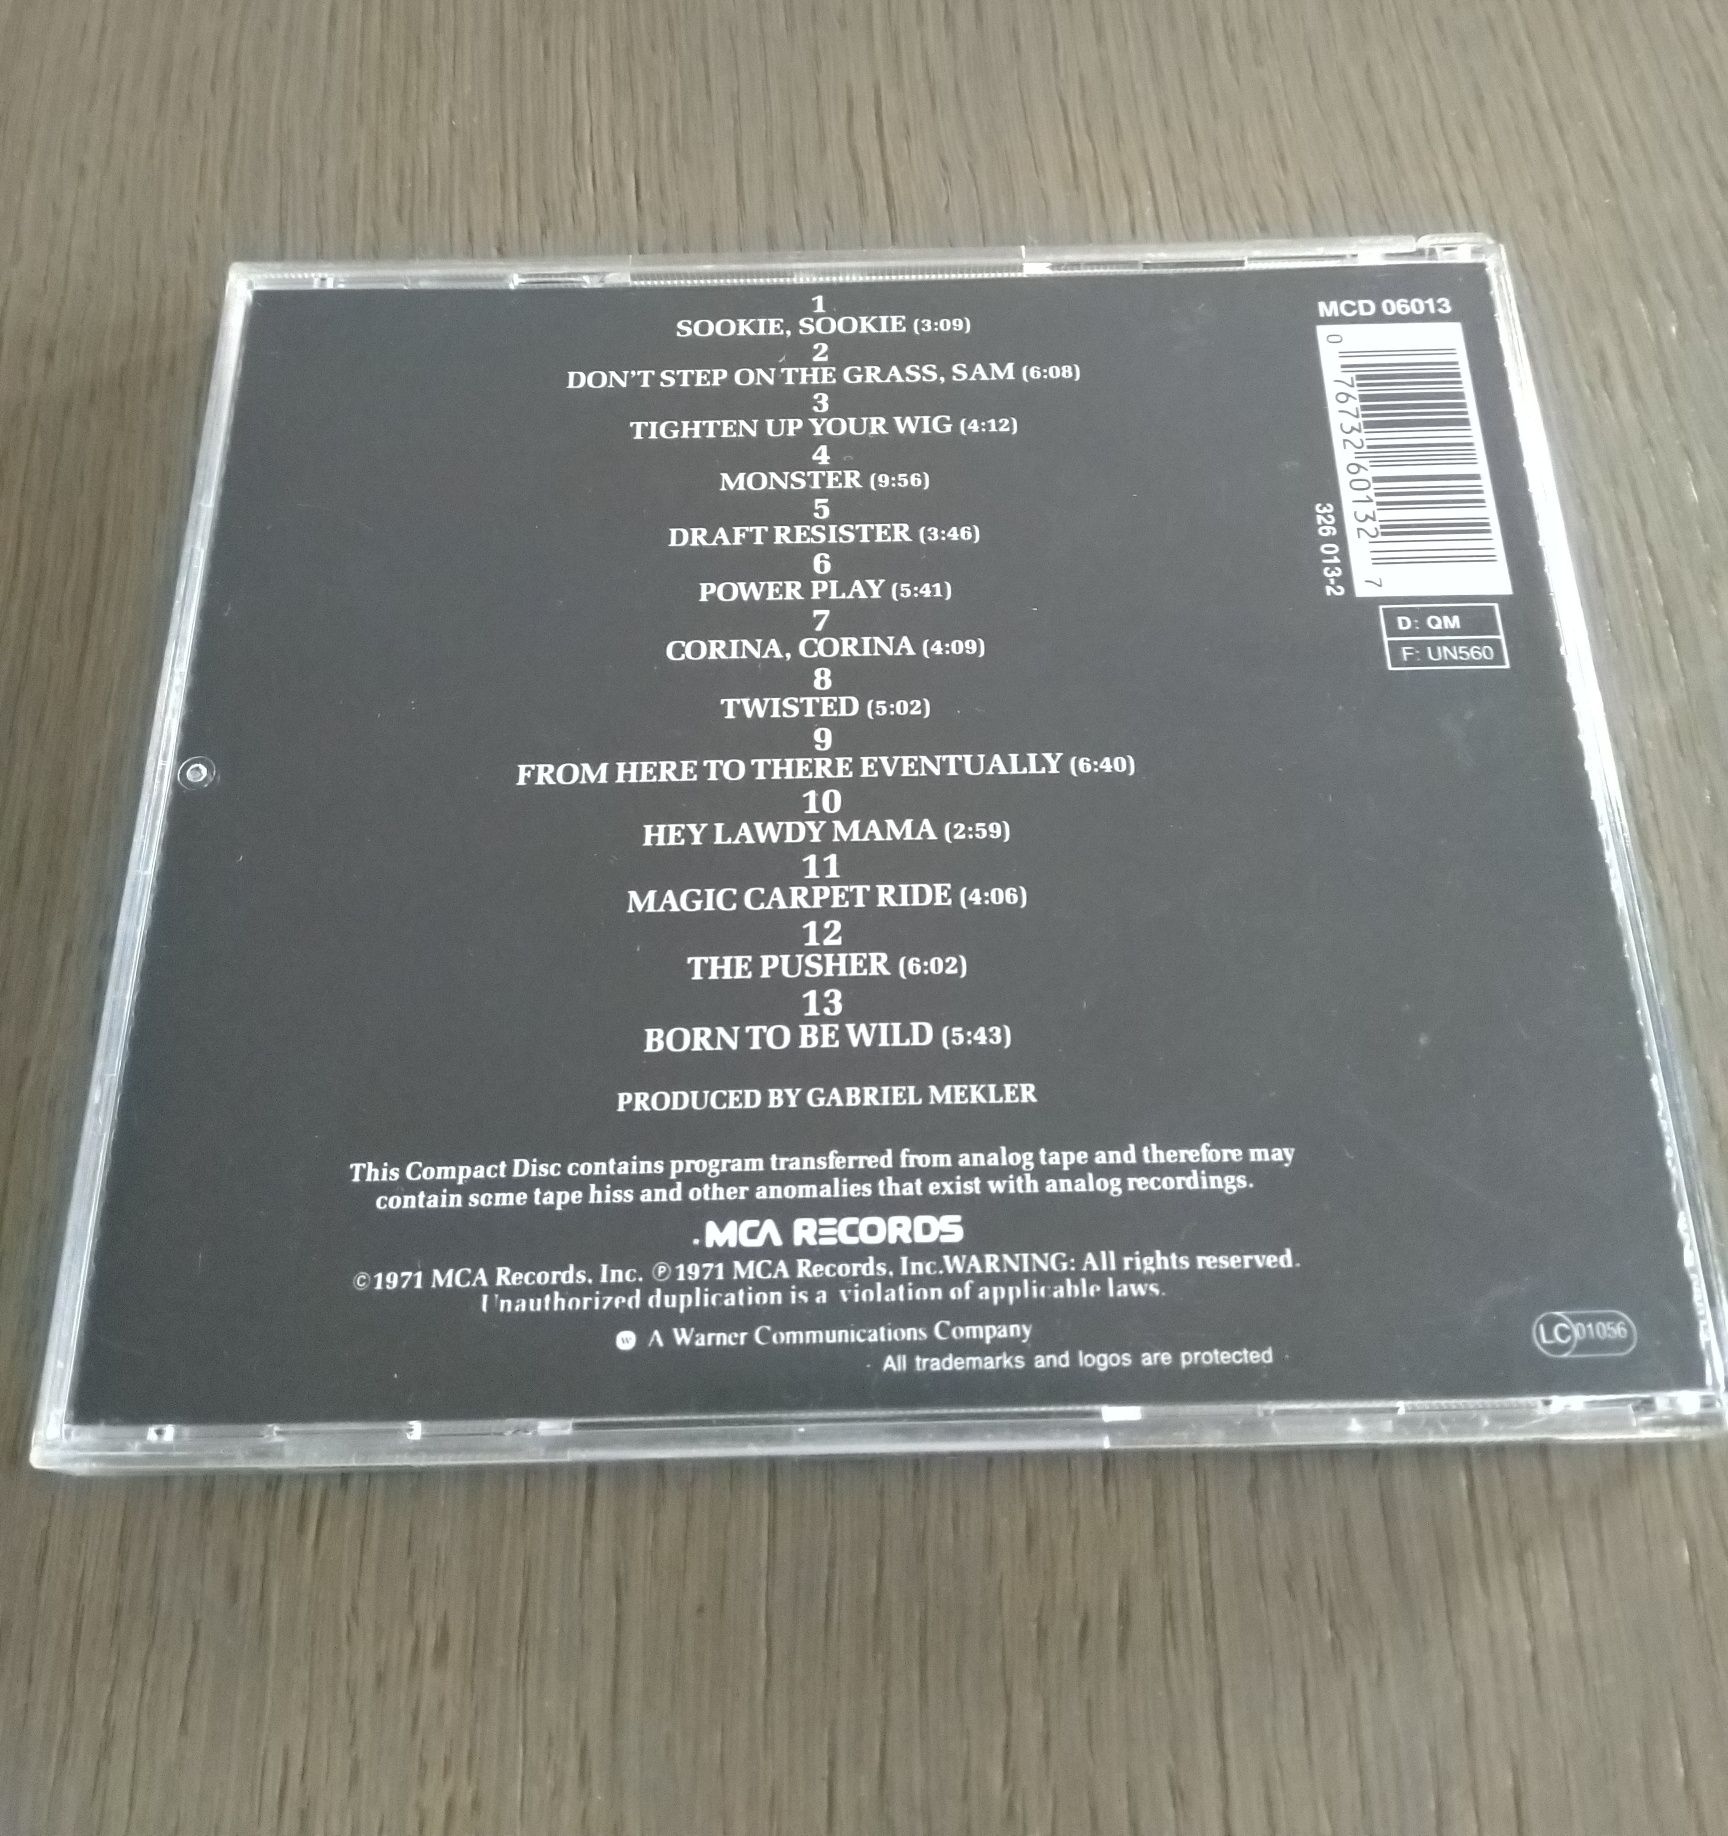 1
SOOKIE, SOOKIE (3:09)
2
DON'T STEP ON THE GRASS, SAM (6:08)
3
TIGHTEN UP YOUR WIG (4:12)
4
MONSTER (9:56)
5
DRAFT RESISTER (3:46)
6
POWER PLAY (5:41)
7
CORINA, CORINA (4:09)
8
TWISTED (5:02)
9
FROM HERE TO THERE EVENTUALLY (6:40)
10
HEY LAWDY MAMA (2:59)
11
MAGIC CARPET RIDE (4:06)
12
THE PUSHER (6:02)
13
BORN TO BE WILD (5:43)
PRODUCED BY GABRIEL MEKLER
This Compact Disc contains program transferred from analog tape and therefore may
contain some tape hiss and other anomalies that exist with analog recordings.
MCA RECORDS
©1971 MCA Records, Inc. ℗1971 MCA Records, Inc.WARNING: All rights reserved.
Unauthorized duplication is a violation of applicable laws.
W A Warner Communications Company
All trademarks and logos are protected
MCD 06013
0 76732 60132 7
326 013-2
D: QM
F: UN560
LC 01056